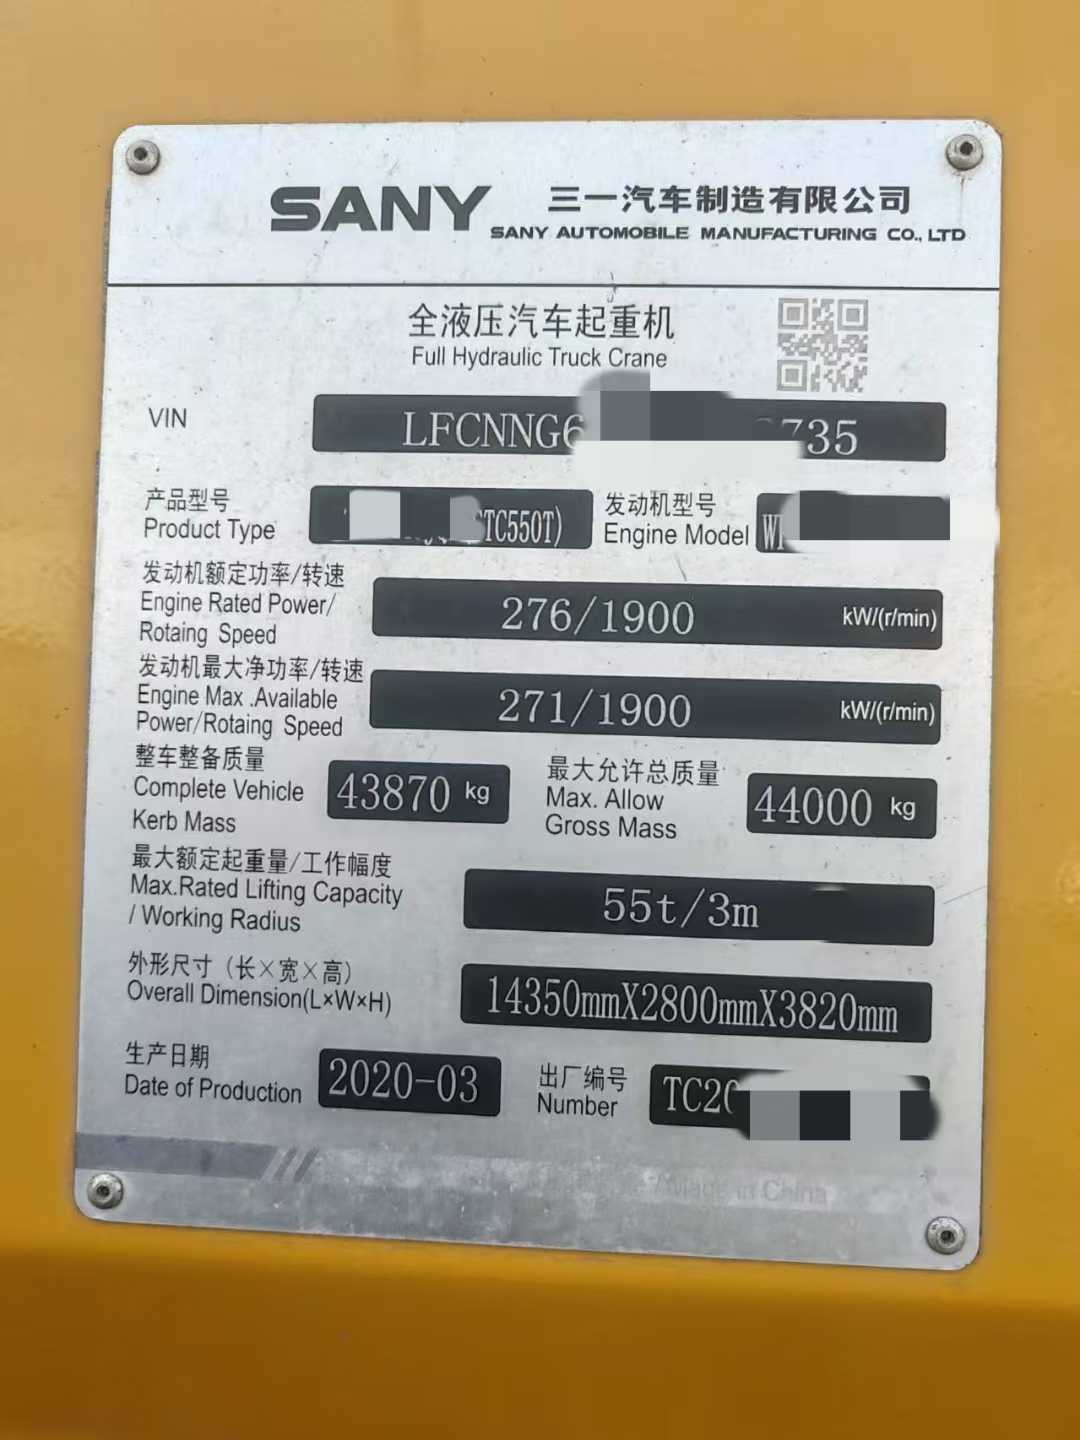 SANY 三一汽车制造有限公司
SANY AUTOMOBILE MANUFACTURING CO., LTD
全液压汽车起重机
Full Hydraulic Truck Crane
VIN LFCNNG6 735
产品型号
Product Type TC550T)
发动机型号
Engine Model
发动机额定功率/转速
Engine Rated Power/
Rotaing Speed
276/1900 kW/(r/min)
发动机最大净功率/转速
Engine Max .Available
Power/Rotaing Speed
271/1900 kW/(r/min)
整车整备质量
Complete Vehicle
Kerb Mass
43870 kg
最大允许总质量
Max. Allow
Gross Mass
44000 kg
最大额定起重量/工作幅度
Max.Rated Lifting Capacity
/ Working Radius
55t/3m
外形尺寸（长×宽×高）
Overall Dimension(L×W×H)
14350mmX2800mmX3820mm
生产日期
Date of Production
2020-03
出厂编号
Number
TC20
Made in China